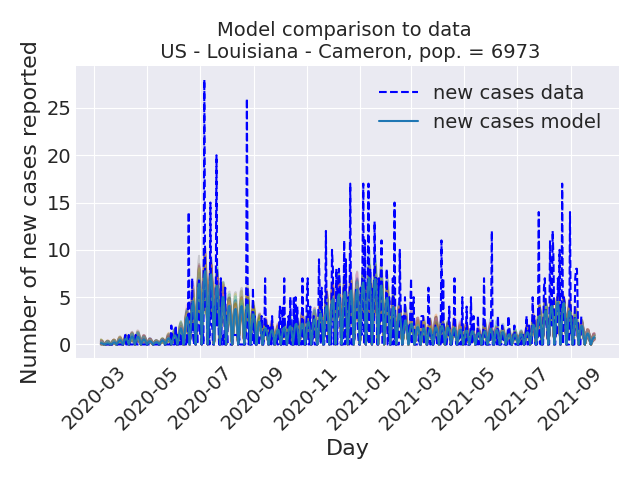 Model comparison to data
US - Louisiana - Cameron, pop. = 6973
Number of new cases reported
25
20
15
10
5
0
new cases data
new cases model
2020-03
2020-05
2020-07
2020-09
2020-11
2021-01
2021-03
2021-05
2021-07
2021-09
Day